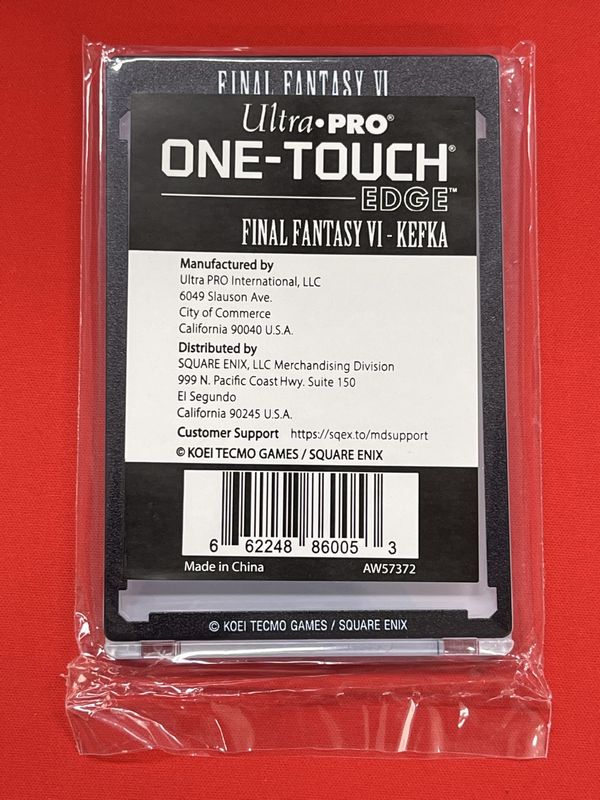 FINAL FANTASY VI
Ultra•PRO®
ONE-TOUCH®
EDGE™
FINAL FANTASY VI - KEFKA
Manufactured by
Ultra PRO International, LLC
6049 Slauson Ave.
City of Commerce
California 90040 U.S.A.
Distributed by
SQUARE ENIX, LLC Merchandising Division
999 N. Pacific Coast Hwy. Suite 150
El Segundo
California 90245 U.S.A.
Customer Support https://sqex.to/mdsupport
© KOEI TECMO GAMES / SQUARE ENIX
6 62248 86005 3
Made in China AW57372
© KOEI TECMO GAMES / SQUARE ENIX